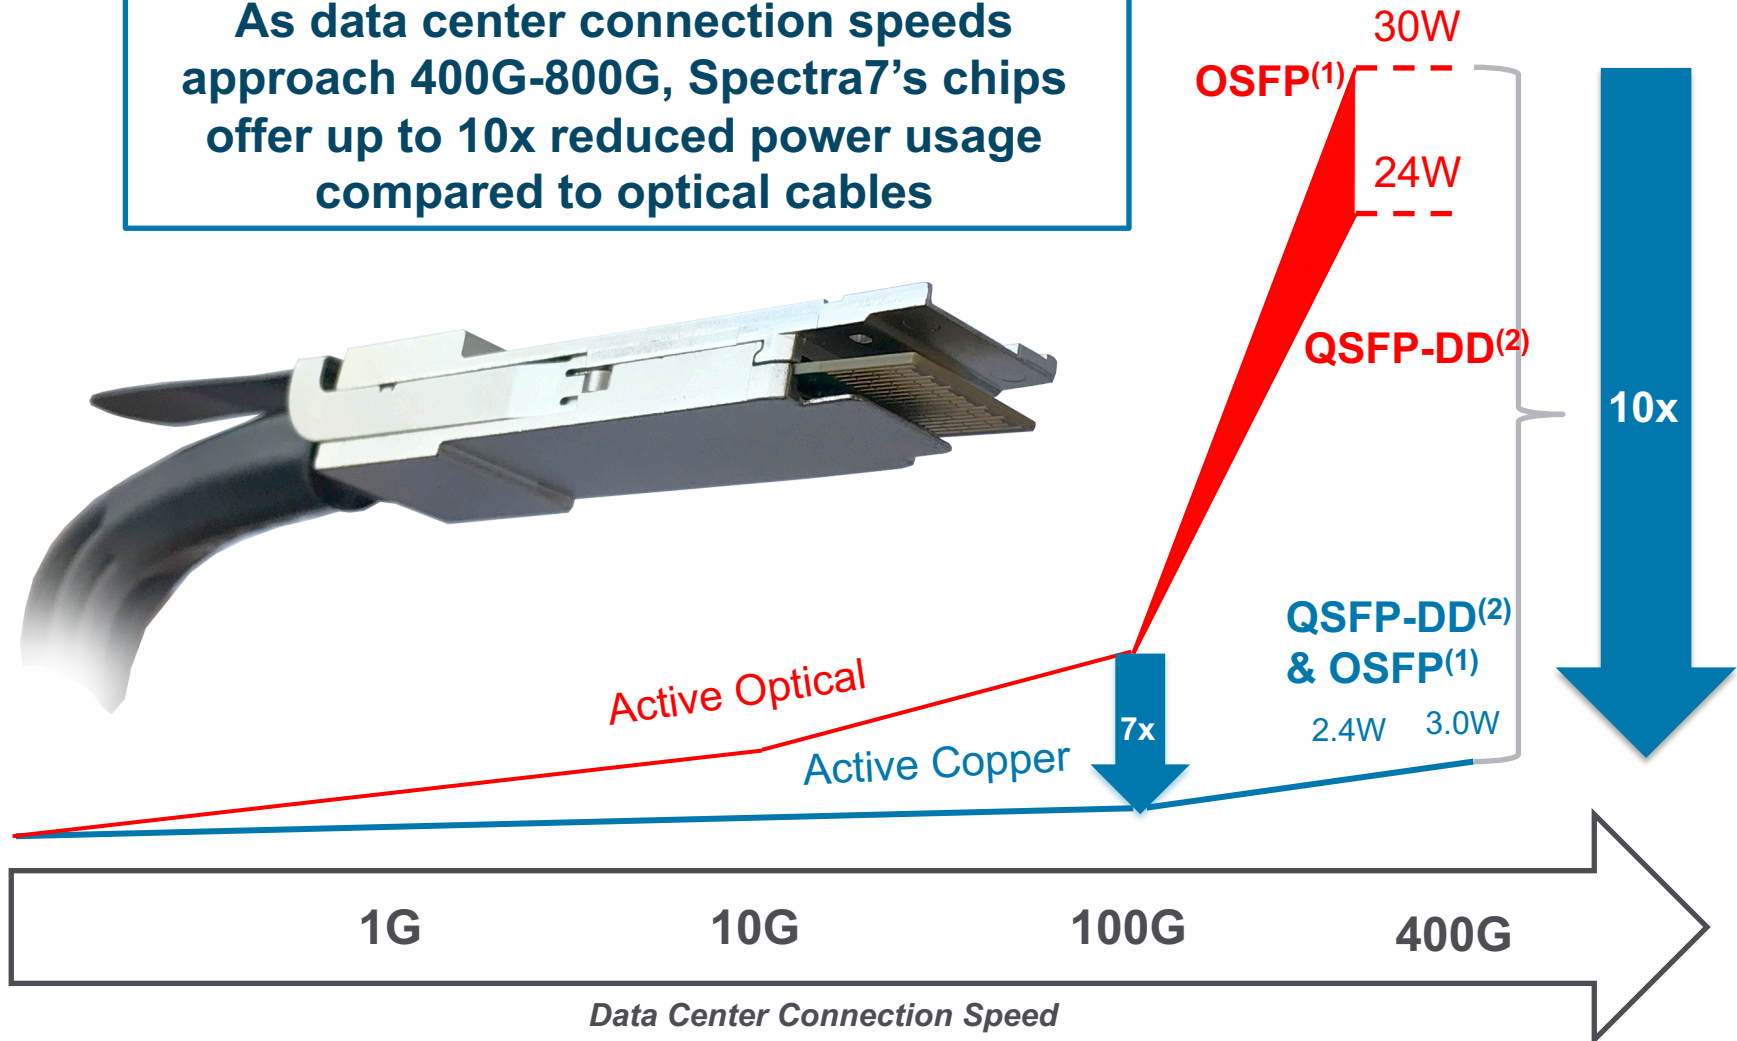 As data center connection speeds
approach 400G-800G, Spectra7’s chips
offer up to 10x reduced power usage
compared to optical cables
30W
OSFP(1)
24W
QSFP-DD(2)
10x
QSFP-DD(2)
& OSFP(1)
2.4W
3.0W
Active Optical
7x
Active Copper
1G
10G
100G
400G
Data Center Connection Speed